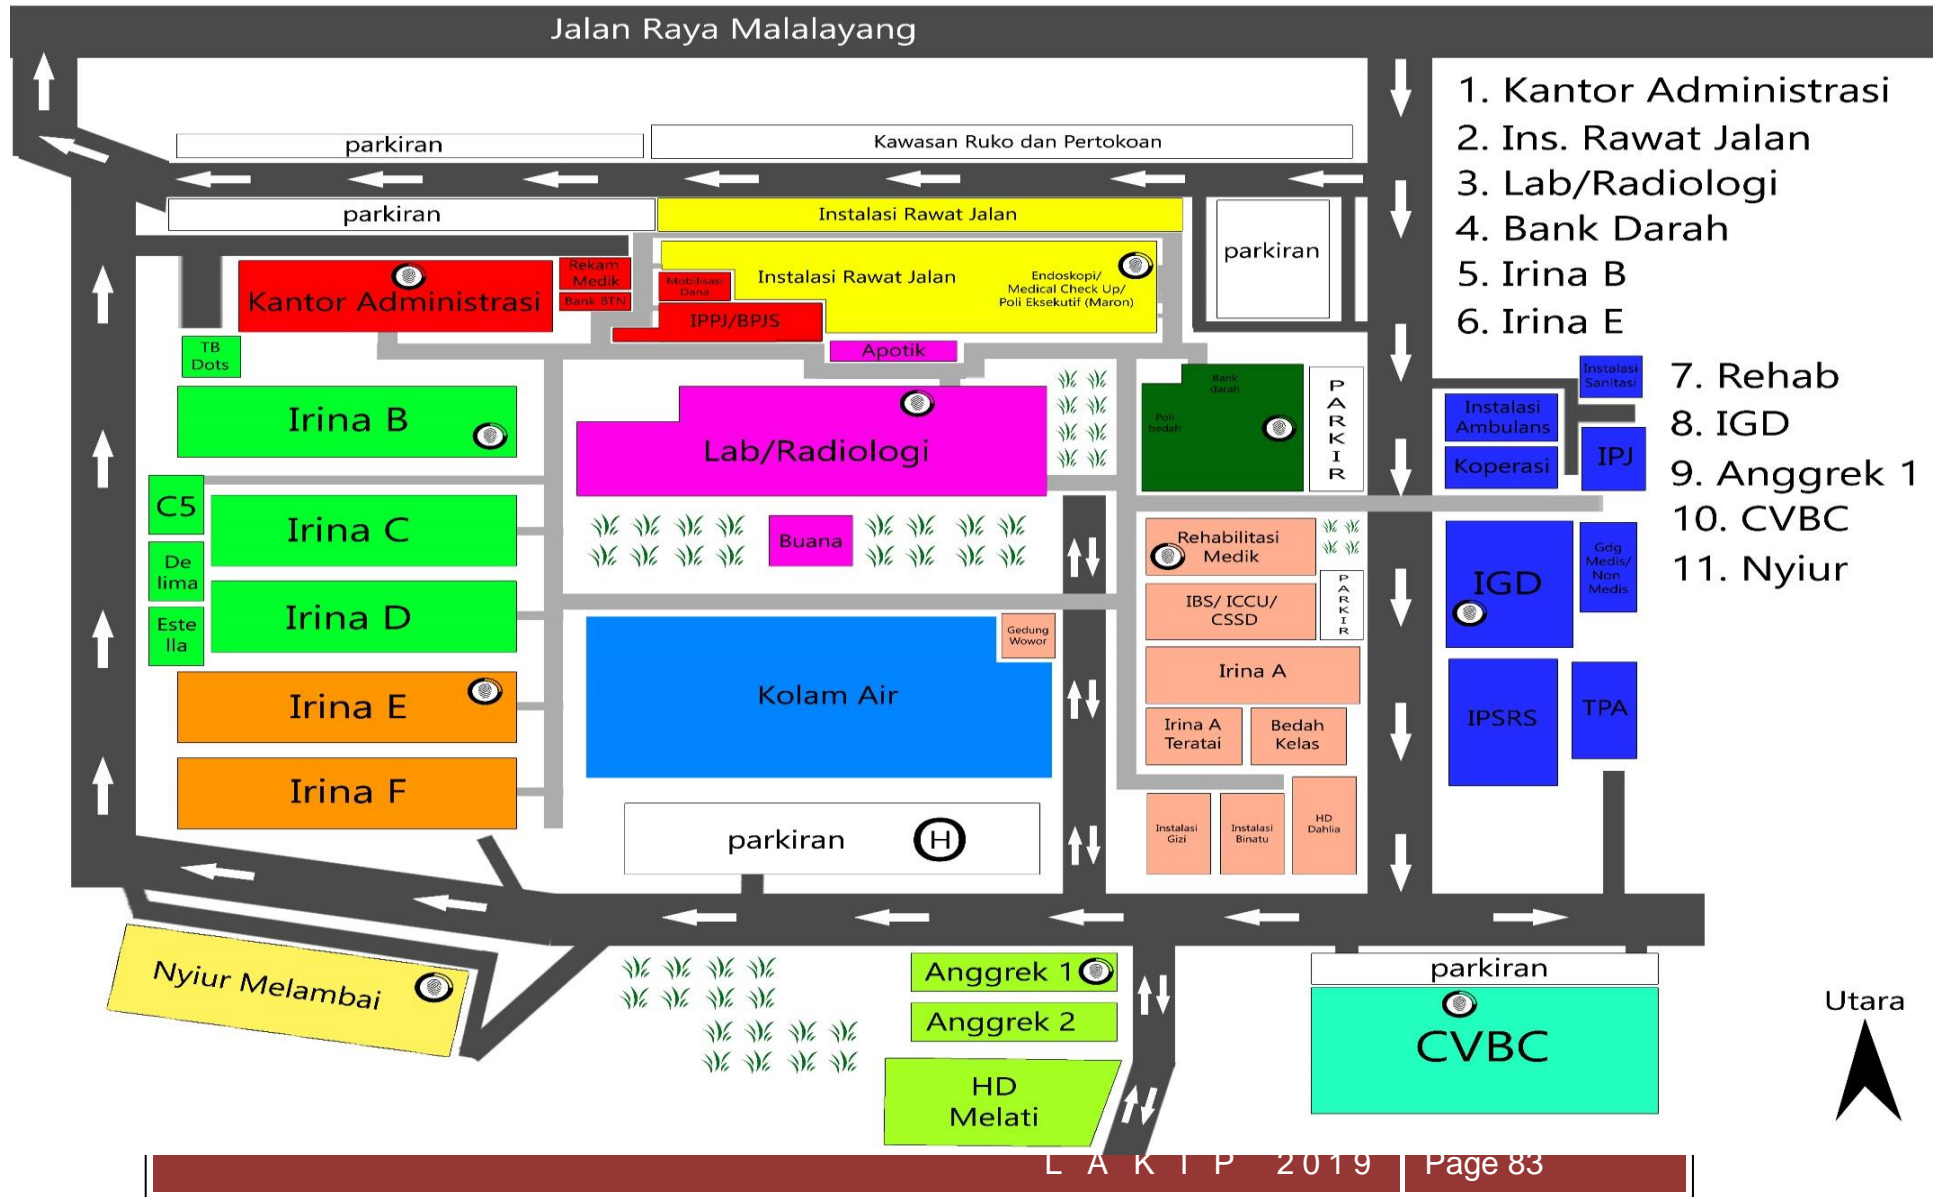 Jalan Raya Malalayang
1. Kantor Administrasi
2. Ins. Rawat Jalan
3. Lab/Radiologi
4. Bank Darah
5. Irina B
6. Irina E
7. Rehab
8. IGD
9. Anggrek 1
10. CVBC
11. Nyiur
parkiran
Kawasan Ruko dan Pertokoan
parkiran
Instalasi Rawat Jalan
parkiran
Kantor Administrasi
Rekam
Medik
Bank BTN
Mobilisasi
Dana
IPPJ/BPJS
Instalasi Rawat Jalan
Endoskopi/
Medical Check Up/
Poli Eksekutif (Maron)
Apotik
TB
Dots
Irina B
Lab/Radiologi
Bank
darah
Poli
bedah
PARKIR
Instalasi
Sanitasi
Instalasi
Ambulans
Koperasi
IPJ
C5
Irina C
Buana
De
lima
Irina D
Este
lla
Rehabilitasi
Medik
IBS/ ICCU/
CSSD
PARKIR
IGD
Gdg
Medis/
Non
Medis
Gedung
Wowor
Kolam Air
Irina A
Irina A
Teratai
Bedah
Kelas
IPSRS
TPA
Irina E
Irina F
parkiran
H
Instalasi
Gizi
Instalasi
Binatu
HD
Dahlia
Nyiur Melambai
Anggrek 1
Anggrek 2
HD
Melati
parkiran
CVBC
Utara
LAKIP 2019 Page 83